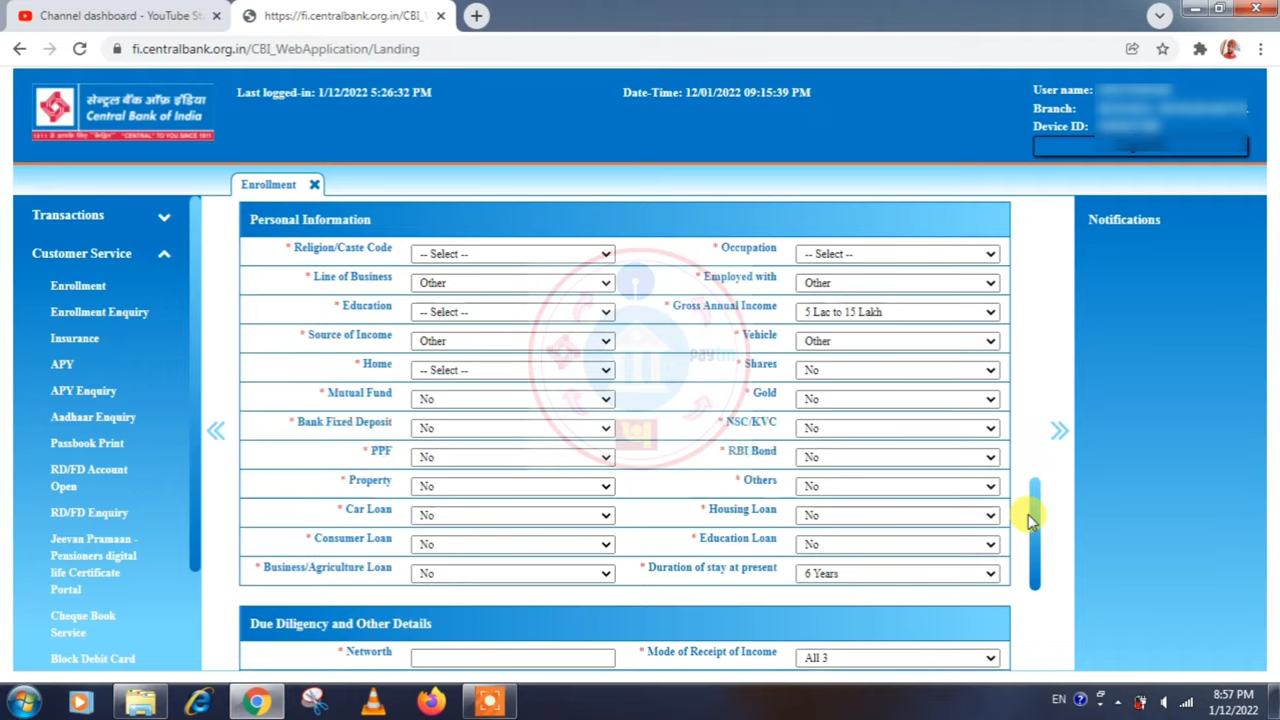 Channel dashboard - YouTube St
https://fi.centralbank.org.in/CBI_
fi.centralbank.org.in/CBI_WebApplication/Landing
सेन्ट्रल बैंक ऑफ़ इंडिया
Central Bank of India
"CENTRAL" TO YOU SINCE 1911
Last logged-in: 1/12/2022 5:26:32 PM
Date-Time: 12/01/2022 09:15:39 PM
User name:
Branch:
Device ID:
Enrollment
Transactions
Customer Service
Enrollment
Enrollment Enquiry
Insurance
APY
APY Enquiry
Aadhaar Enquiry
Passbook Print
RD/FD Account
Open
RD/FD Enquiry
Jeevan Pramaan -
Pensioners digital
life Certificate
Portal
Cheque Book
Service
Block Debit Card
Personal Information
* Religion/Caste Code -- Select -- * Occupation -- Select --
* Line of Business Other * Employed with Other
* Education -- Select -- * Gross Annual Income 5 Lac to 15 Lakh
* Source of Income Other * Vehicle Other
* Home -- Select -- * Shares No
* Mutual Fund No * Gold No
* Bank Fixed Deposit No * NSC/KVC No
* PPF No * RBI Bond No
* Property No * Others No
* Car Loan No * Housing Loan No
* Consumer Loan No * Education Loan No
* Business/Agriculture Loan No * Duration of stay at present 6 Years
paytm
Due Diligency and Other Details
* Networth * Mode of Receipt of Income All 3
Notifications
EN
8:57 PM
1/12/2022